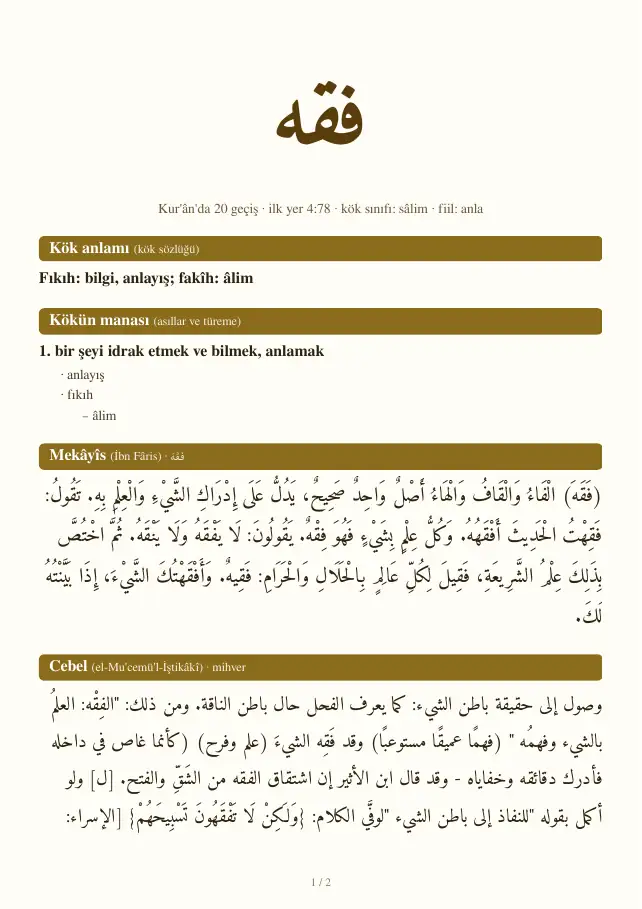 فقه
Kur'ân'da 20 geçiş · ilk yer 4:78 · kök sınıfı: sâlim · fiil: anla
Kök anlamı (kök sözlüğü)
Fıkıh: bilgi, anlayış; fakîh: âlim
Kökün manası (asıllar ve türeme)
1. bir şeyi idrak etmek ve bilmek, anlamak
· anlayış
· fıkıh
– âlim
Mekâyîs (İbn Fâris) · فقه
(فَقَهَ) الْفَاءُ وَالْقَافُ وَالْهَاءُ أَصْلٌ وَاحِدٌ صَحِيحٌ، يَدُلُّ عَلَى إِدْرَاكِ الشَّيْءِ وَالْعِلْمِ بِهِ. تَقُولُ:
فَقِهْتُ الْحَدِيثَ أَفْقَهُهُ. وَكُلُّ عِلْمٍ بِشَيْءٍ فَهُوَ فِقْهٌ. يَقُولُونَ: لَا يَفْقَهُ وَلَا يَنْقَهُ. ثُمَّ اخْتُصَّ
بِذَلِكَ عِلْمُ الشَّرِيعَةِ، فَقِيلَ لِكُلِّ عَالِمٍ بِالْحَلَالِ وَالْحَرَامِ: فَقِيهٌ. وَأَفْقَهْتُكَ الشَّيْءَ، إِذَا بَيَّنْتُهُ
لَكَ.
Cebel (el-Mu'cemü'l-İştikâkî) · mihver
وصول إلى حقيقة باطن الشيء: كما يعرف الفحل حال باطن الناقة. ومن ذلك: "الفِقْه: العلمُ
بالشيء وفهمُه " (فهمًا عميقًا مستوعبًا) وقد فَقِه الشيءَ (علم وفرح) (كأنما غاص في داخله
فأدرك دقائقه وخفاياه - وقد قال ابن الأثير إن اشتقاق الفقه من الشَقِّ والفتح. [ل] ولو
أكمل بقوله "للنفاذ إلى باطن الشيء "لوفَّي الكلام: {وَلَكِنْ لَا تَفْقَهُونَ تَسْبِيحَهُمْ} [الإسراء:
1 / 2